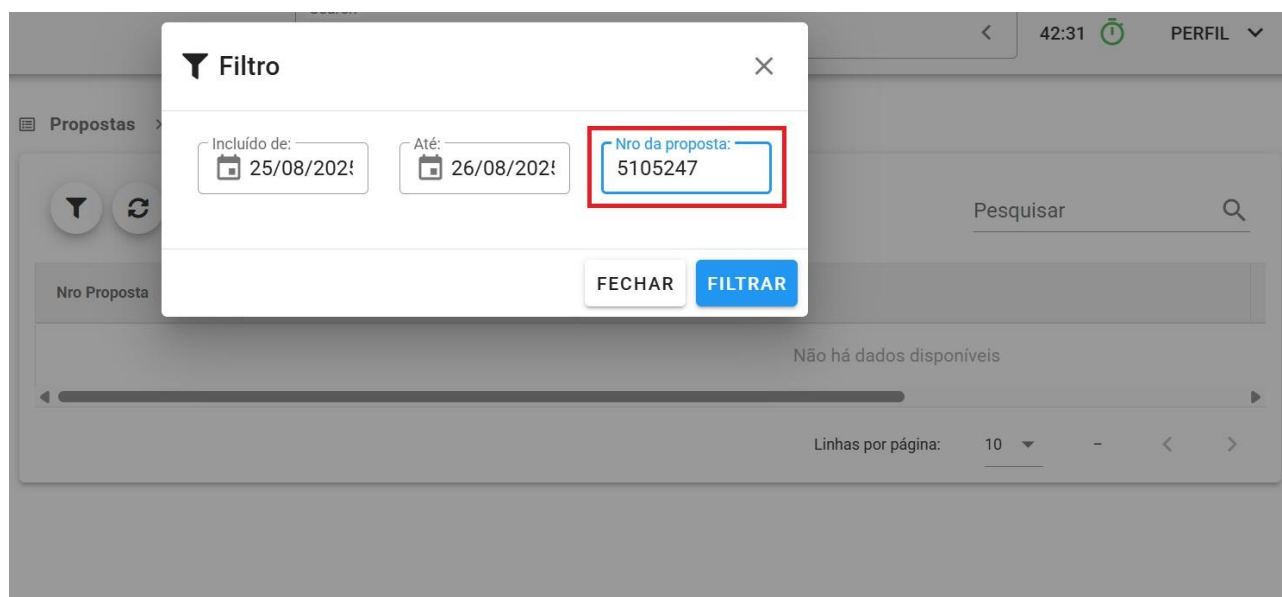 42:31 PERFIL
Filtro
Propostas
Incluído de: Até: Nro da proposta:
25/08/202 26/08/202 5105247
Pesquisar
FECHAR FILTRAR
Nro Proposta
Não há dados disponíveis
Linhas por página: 10 –